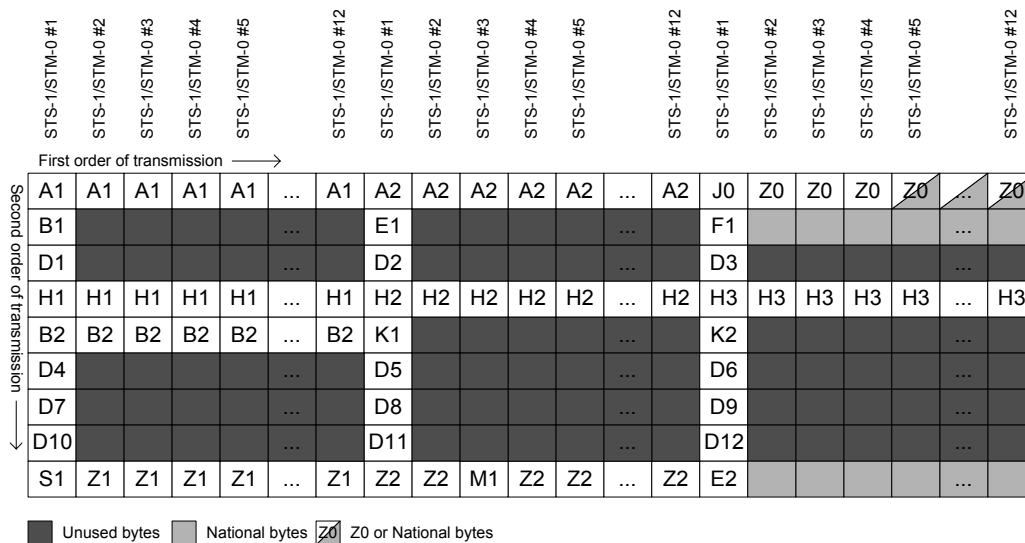 STS-1/STM-0 #1 STS-1/STM-0 #2 STS-1/STM-0 #3 STS-1/STM-0 #4 STS-1/STM-0 #5 STS-1/STM-0 #12 STS-1/STM-0 #1 STS-1/STM-0 #2 STS-1/STM-0 #3 STS-1/STM-0 #4 STS-1/STM-0 #5 STS-1/STM-0 #12 STS-1/STM-0 #1 STS-1/STM-0 #2 STS-1/STM-0 #3 STS-1/STM-0 #4 STS-1/STM-0 #5 STS-1/STM-0 #12
First order of transmission
Second order of transmission
A1 A1 A1 A1 A1 ... A1 A2 A2 A2 A2 A2 ... A2 J0 Z0 Z0 Z0 Z0 ... Z0
B1 ... E1 ... F1 ...
D1 ... D2 ... D3 ...
H1 H1 H1 H1 H1 ... H1 H2 H2 H2 H2 H2 ... H2 H3 H3 H3 H3 H3 ... H3
B2 B2 B2 B2 B2 ... B2 K1 ... K2 ...
D4 ... D5 ... D6 ...
D7 ... D8 ... D9 ...
D10 ... D11 ... D12 ...
S1 Z1 Z1 Z1 Z1 ... Z1 Z2 Z2 M1 Z2 Z2 ... Z2 E2 ...
Unused bytes National bytes Z0 Z0 or National bytes